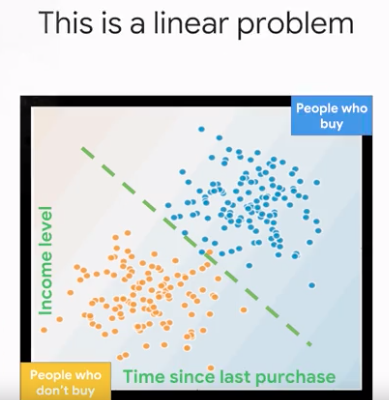 This is a linear problem
People who
buy
Income level
People who
don't buy
Time since last purchase